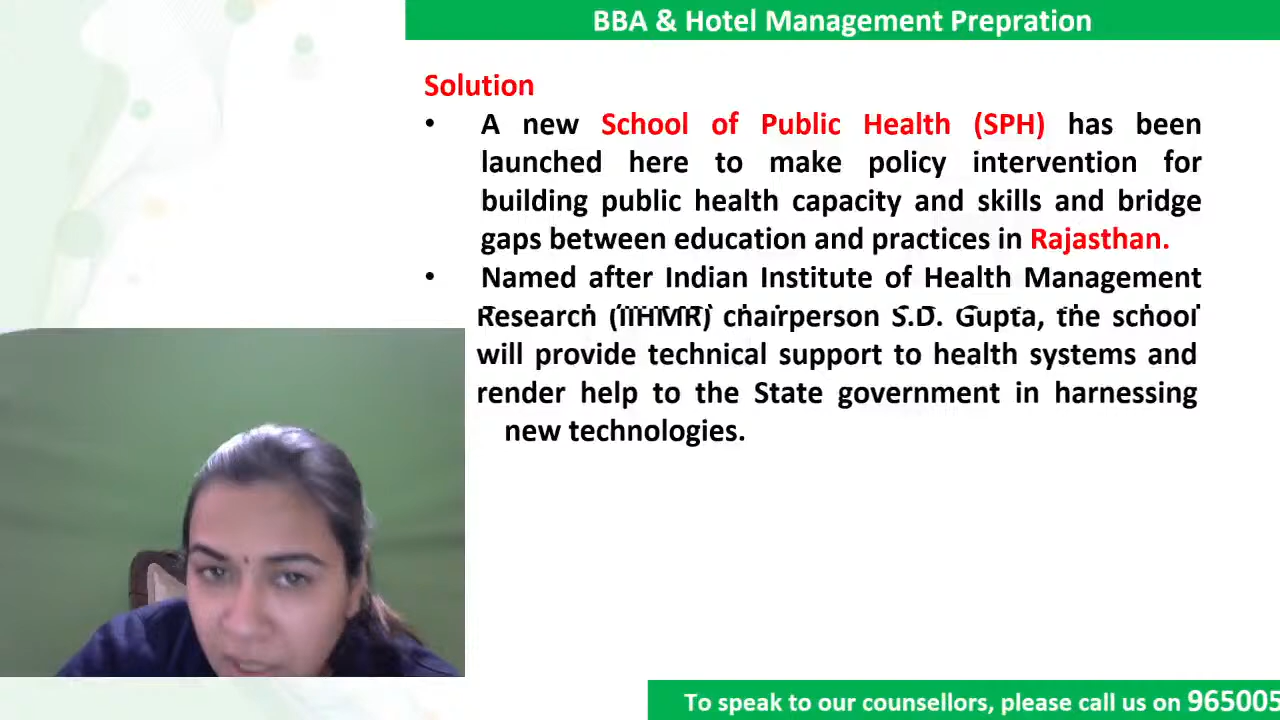 BBA & Hotel Management Prepration
Solution
• A new School of Public Health (SPH) has been
launched here to make policy intervention for
building public health capacity and skills and bridge
gaps between education and practices in Rajasthan.
• Named after Indian Institute of Health Management
Research (IIHMR) chairperson S.D. Gupta, the school
will provide technical support to health systems and
render help to the State government in harnessing
new technologies.
To speak to our counsellors, please call us on 965005